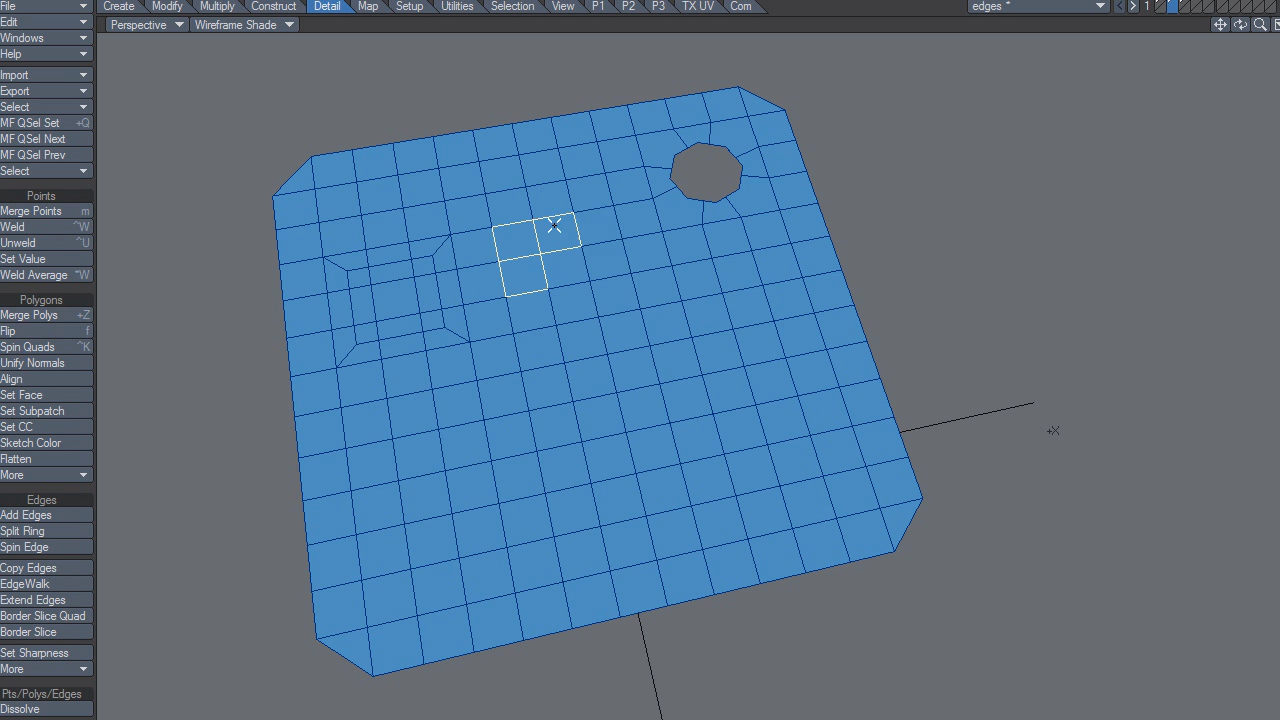 File Create Modify Multiply Construct Detail Map Setup Utilities Selection View P1 P2 P3 TX UV Com edges * 1
Edit Perspective Wireframe Shade
Windows
Help
Import
Export
Select
MF QSel Set +Q
MF QSel Next
MF QSel Prev
Select
Points
Merge Points m
Weld ^W
Unweld ^U
Set Value
Weld Average "W
Polygons
Merge Polys +Z
Flip f
Spin Quads ^K
Unify Normals
Align
Set Face
Set Subpatch
Set CC
Sketch Color
Flatten
More
Edges
Add Edges
Split Ring
Spin Edge
Copy Edges
EdgeWalk
Extend Edges
Border Slice Quad
Border Slice
Set Sharpness
More
Pts/Polys/Edges
Dissolve
+X